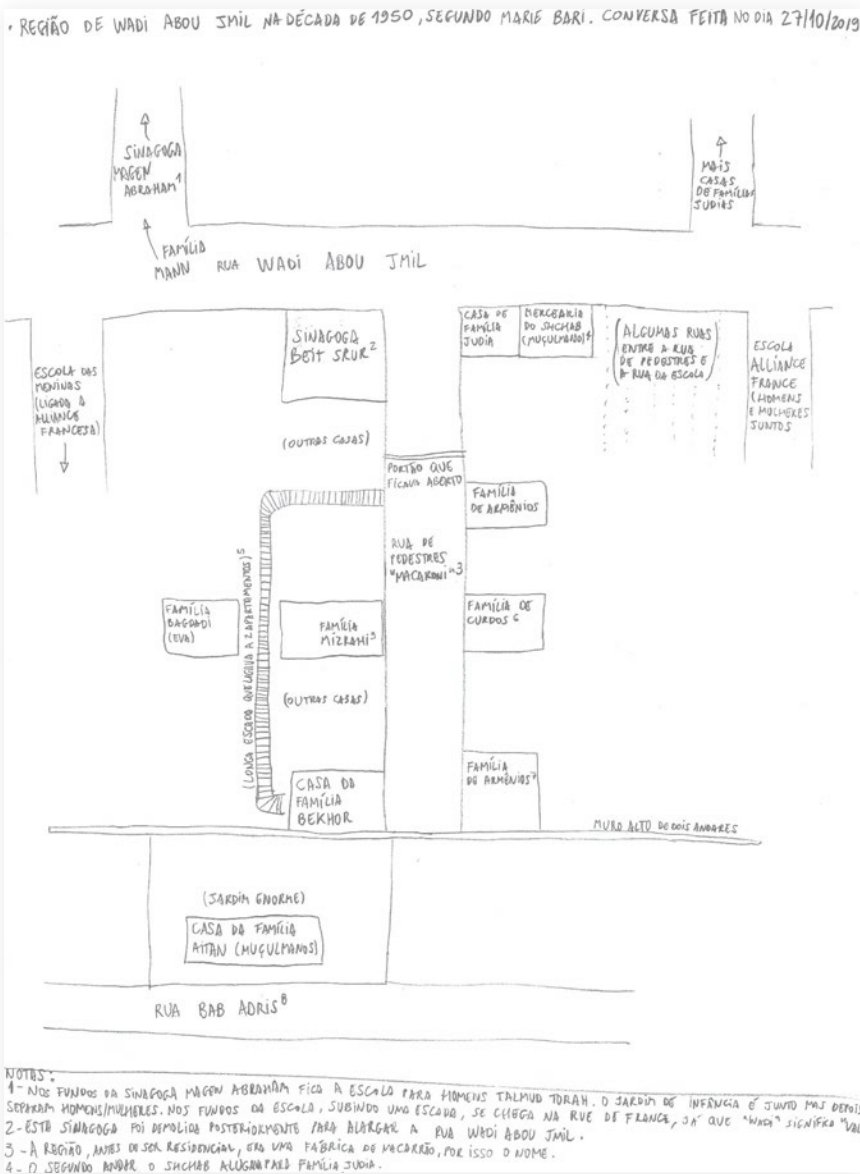 • REGIÃO DE WADI ABOU JMIL NA DÉCADA DE 1950, SEGUNDO MARIE BARI. CONVERSA FEITA NO DIA 27/10/2019
SINAGOGA
MAGEN
ABRAHAM¹
MAIS
CASAS
DE FAMÍLIAS
JUDIAS
FAMÍLIA
MANN
RUA WADI ABOU JMIL
ESCOLA DAS
MENINAS
(LIGADA A
ALLIANCE
FRANCESA)
SINAGOGA
BEIT SRUR²
(OUTRAS CASAS)
CASA DE
FAMÍLIA
JUDIA
MERCEARIA
DO SHCHAB
(MUÇULMANO)⁴
(ALGUMAS RUAS
ENTRE A RUA
DE PEDESTRES E
A RUA DA ESCOLA)
ESCOLA
ALLIANCE
FRANCE
(HOMENS
E MULHERES
JUNTOS
PORTÃO QUE
FICAVA ABERTO
FAMÍLIA
DE ARMÊNIOS
RUA DE
PEDESTRES
"MACARONI"³
(LONGA ESCADA QUE LIGAVA A 2 APARTAMENTOS)⁵
FAMÍLIA
BAGDADI
(EVA)
FAMÍLIA
MIZRAHI⁵
FAMÍLIA DE
CURDOS⁶
(OUTRAS CASAS)
CASA DA
FAMÍLIA
BEKHOR
FAMÍLIA
DE ARMÊNIOS⁷
MURO ALTO DE DOIS ANDARES
(JARDIM ENORME)
CASA DA FAMÍLIA
AITAN (MUÇULMANOS)
RUA BAB ADRIS⁸
NOTAS:
1- NOS FUNDOS DA SINAGOGA MAGEN ABRAHAM FICA A ESCOLA PARA HOMENS TALMUD TORAH. O JARDIM DE INFÂNCIA É JUNTO MAS DEPOIS
SEPARAM HOMENS/MULHERES. NOS FUNDOS DA ESCOLA, SUBINDO UMA ESCADA, SE CHEGA NA RUE DE FRANCE, JÁ QUE "WADI" SIGNIFICA
2- ESTA SINAGOGA FOI DEMOLIDA POSTERIORMENTE PARA ALARGAR A RUA WADI ABOU JMIL.
3- A REGIÃO, ANTES DE SER RESIDENCIAL, ERA UMA FÁBRICA DE MACARRÃO, POR ISSO O NOME.
4- O SEGUNDO ANDAR O SHCHAB ALUGAVA PARA FAMÍLIA JUDIA.